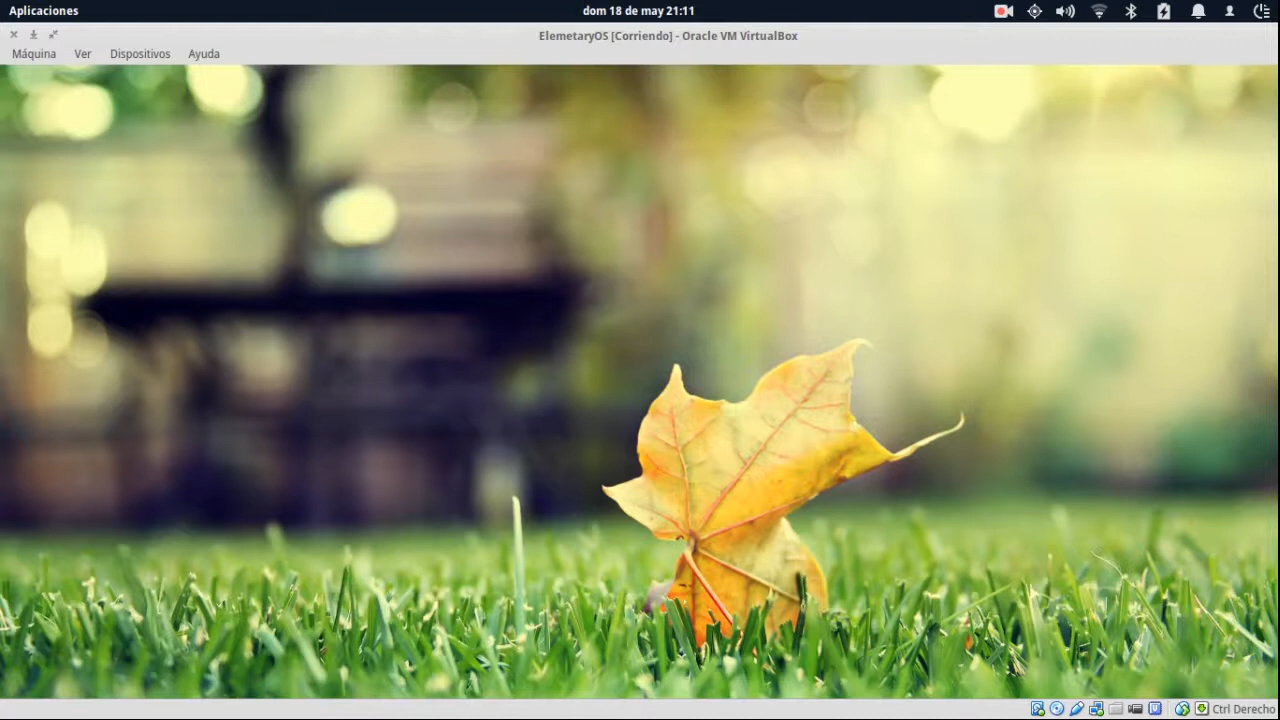 Aplicaciones
dom 18 de may 21:11
ElemetaryOS [Corriendo] - Oracle VM VirtualBox
Máquina Ver Dispositivos Ayuda
Ctrl Derecho